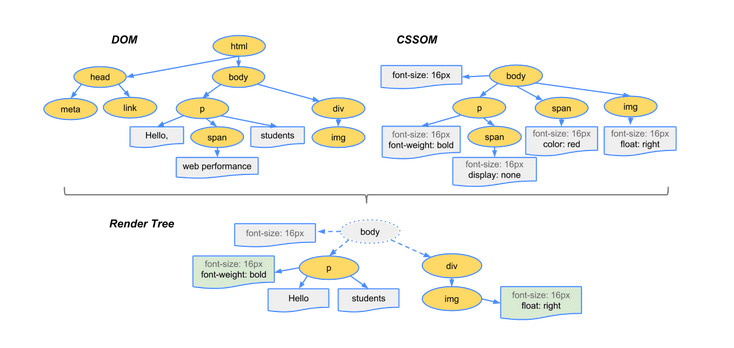 DOM
html
head
body
meta
link
p
div
Hello,
span
students
img
web performance
CSSOM
font-size: 16px
body
p
span
img
font-size: 16px
font-weight: bold
span
font-size: 16px
color: red
font-size: 16px
float: right
font-size: 16px
display: none
Render Tree
font-size: 16px
body
font-size: 16px
font-weight: bold
p
div
Hello
students
img
font-size: 16px
float: right